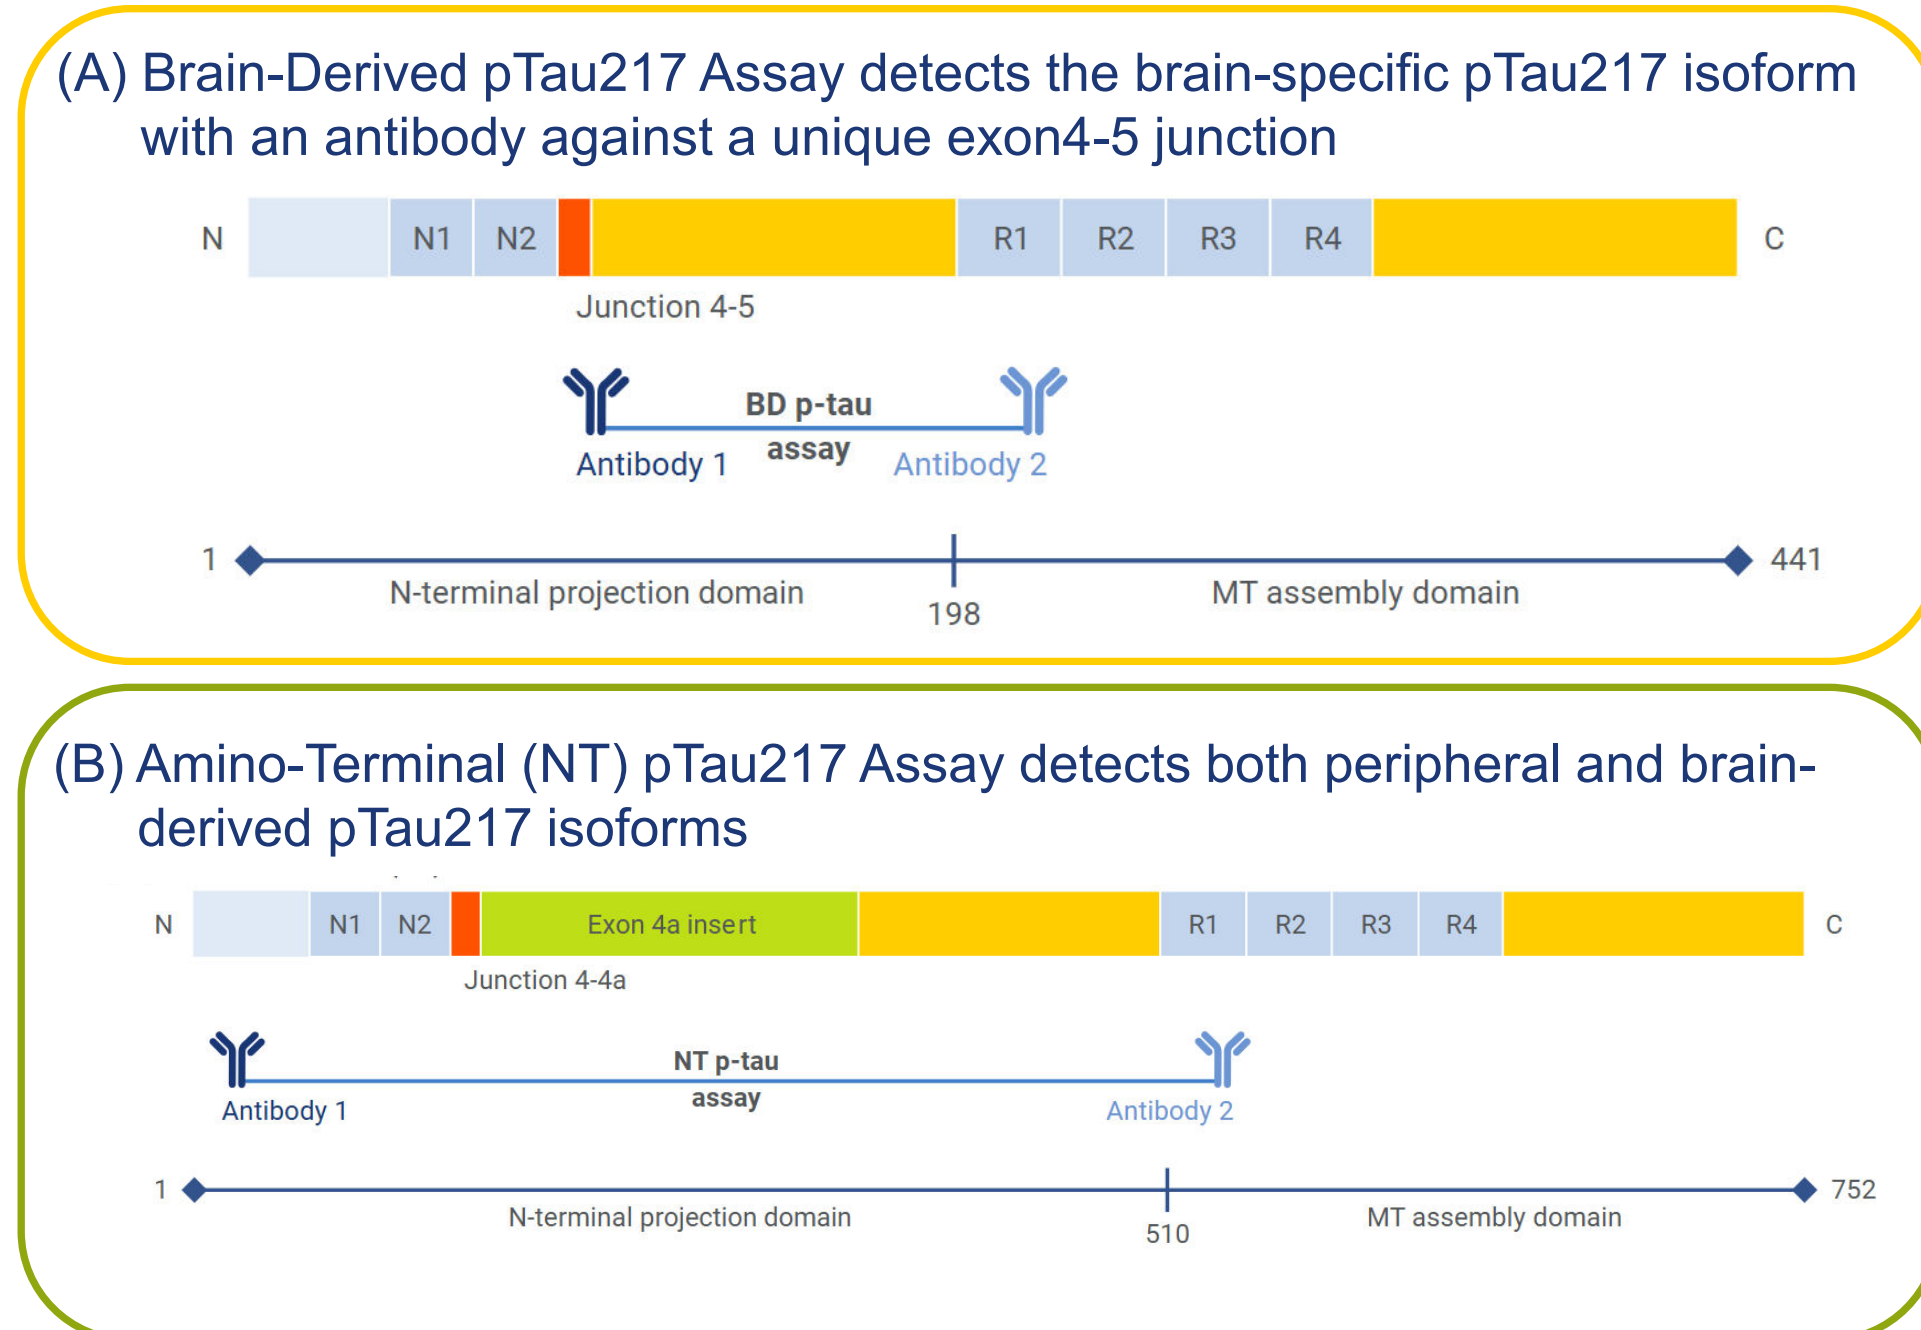 (A) Brain-Derived pTau217 Assay detects the brain-specific pTau217 isoform
with an antibody against a unique exon4-5 junction
N N1 N2 R1 R2 R3 R4 C
Junction 4-5
BD p-tau
assay
Antibody 1 Antibody 2
1 441
N-terminal projection domain MT assembly domain
198
(B) Amino-Terminal (NT) pTau217 Assay detects both peripheral and brain-
derived pTau217 isoforms
N N1 N2 Exon 4a insert R1 R2 R3 R4 C
Junction 4-4a
NT p-tau
assay
Antibody 1 Antibody 2
1 752
N-terminal projection domain MT assembly domain
510